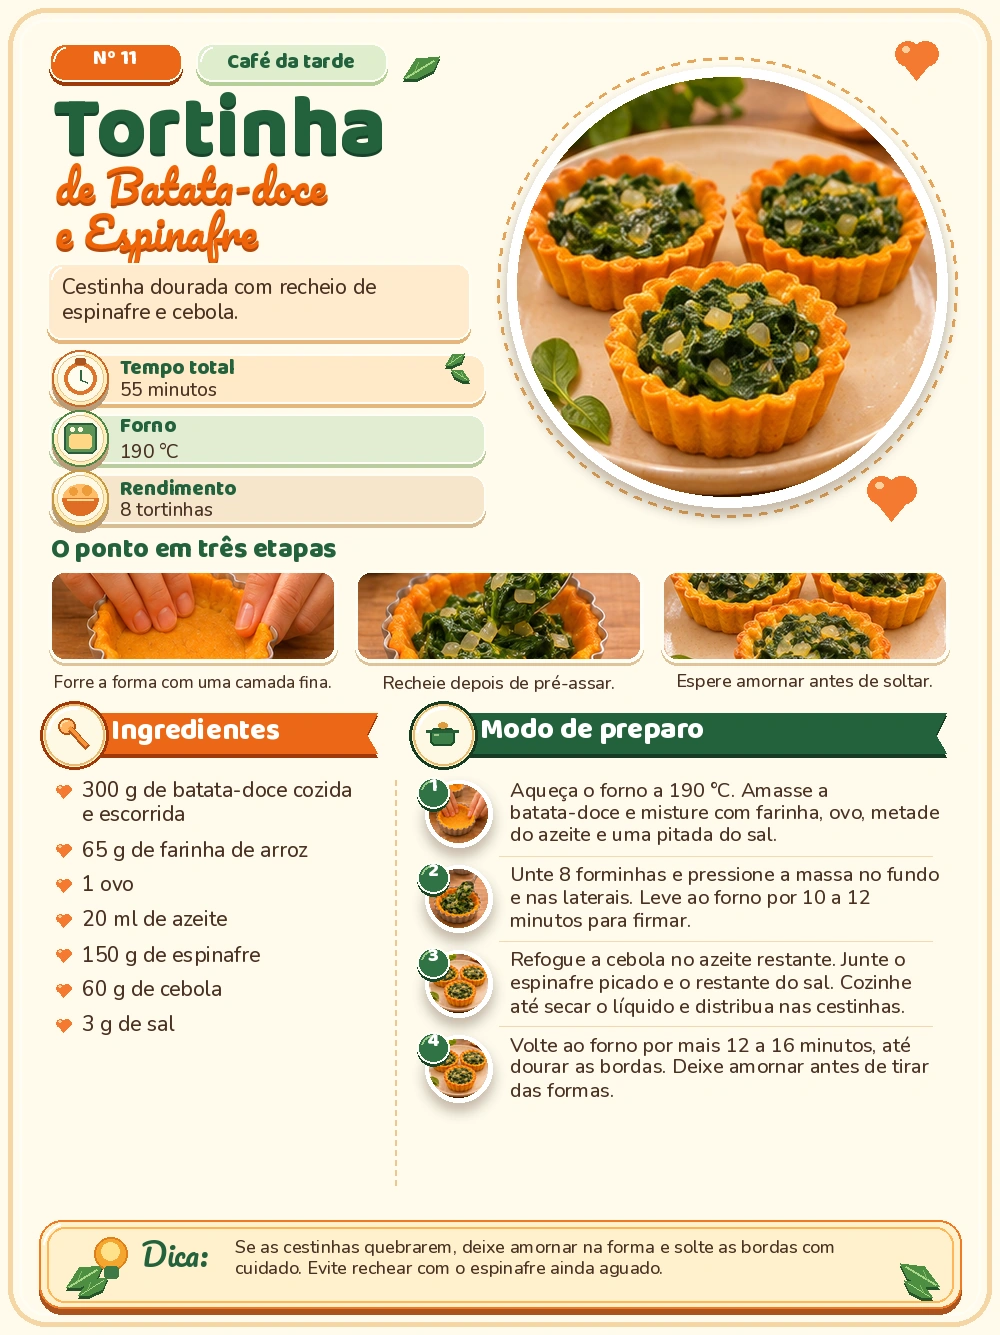 Nº 11
Café da tarde
Tortinha
de Batata-doce
e Espinafre
Cestinha dourada com recheio de
espinafre e cebola.
Tempo total
55 minutos
Forno
190 °C
Rendimento
8 tortinhas
O ponto em três etapas
Forre a forma com uma camada fina.
Recheie depois de pré-assar.
Espere amornar antes de soltar.
Ingredientes
300 g de batata-doce cozida
e escorrida
65 g de farinha de arroz
1 ovo
20 ml de azeite
150 g de espinafre
60 g de cebola
3 g de sal
Modo de preparo
1
Aqueça o forno a 190 °C. Amasse a
batata-doce e misture com farinha, ovo, metade
do azeite e uma pitada do sal.
2
Unte 8 forminhas e pressione a massa no fundo
e nas laterais. Leve ao forno por 10 a 12
minutos para firmar.
3
Refogue a cebola no azeite restante. Junte o
espinafre picado e o restante do sal. Cozinhe
até secar o líquido e distribua nas cestinhas.
4
Volte ao forno por mais 12 a 16 minutos, até
dourar as bordas. Deixe amornar antes de tirar
das formas.
Dica:
Se as cestinhas quebrarem, deixe amornar na forma e solte as bordas com
cuidado. Evite rechear com o espinafre ainda aguado.